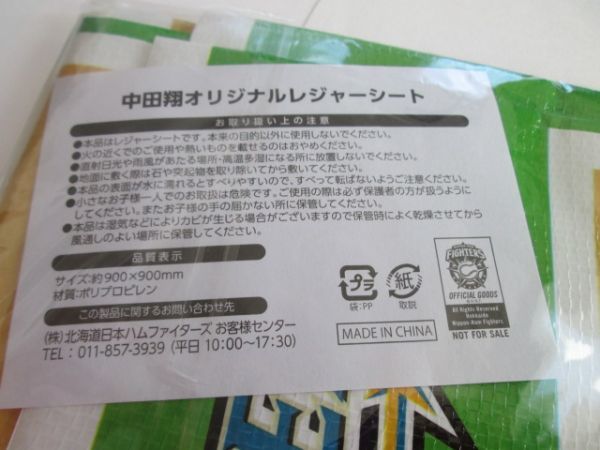 中田翔オリジナルレジャーシート
お取り扱い上の注意
●本品はレジャーシートです。本来の目的以外に使用しないでください。
●火の近くでのご使用や熱いものを載せるのはおやめください。
●直射日光や雨風があたる場所・高温多湿になる所に放置しないでください。
●地面に敷く際は石や突起物を取り除いてから敷いてください。
●本品の表面が水に濡れるとすべりやすいので、すべって転ばないようご注意ください。
●小さなお子様一人でのお取扱は危険です。ご使用の際は必ず保護者の方が扱うように
してください。またお子様の手の届かない所に保管してください。
●本品は湿気などによりカビが生じる場合がございますので保管時によく乾燥させてから
風通しのよい場所に保管してください。
品質表示
サイズ:約900×900mm
材質:ポリプロピレン
この製品に関するお問い合わせ先
(株)北海道日本ハムファイターズ お客様センター
TEL：011-857-3939 (平日 10:00〜17:30)
プラ
袋:PP
紙
取説
MADE IN CHINA
FIGHTERS
OFFICIAL GOODS
All Rights Reserved
Hokkaido
Nippon-Ham Fighters
NOT FOR SALE